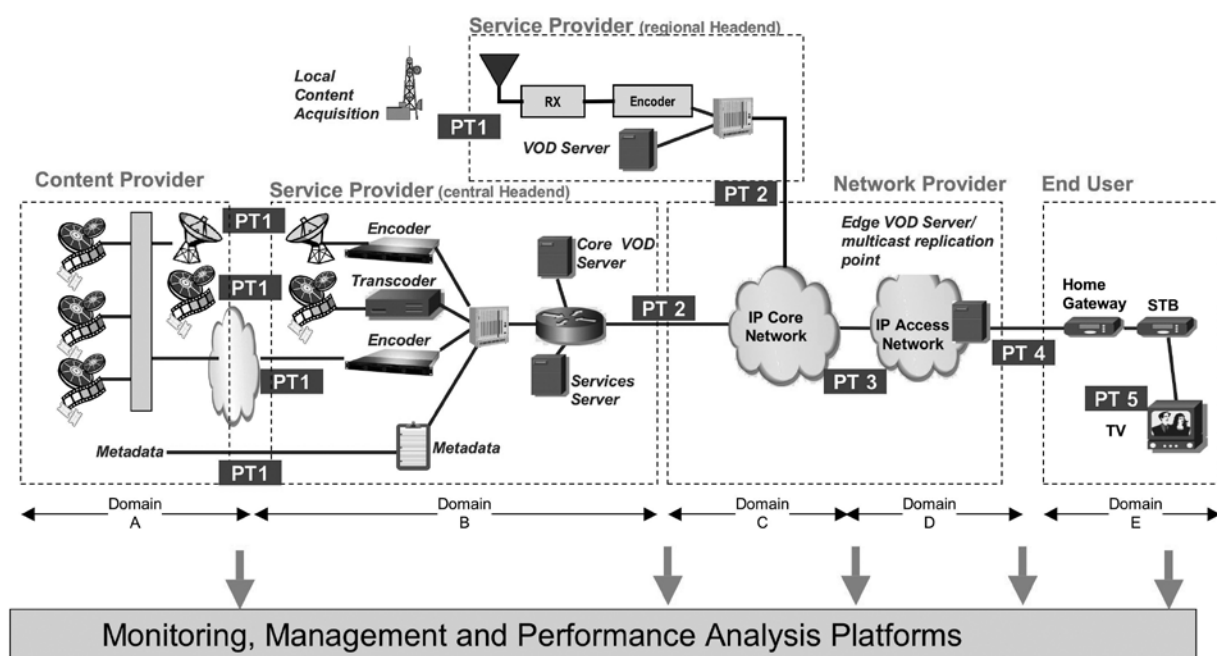 Service Provider (regional Headend)
Local
Content
Acquisition
RX
Encoder
PT1
VOD Server
Content Provider
Service Provider (central Headend)
PT 2
Network Provider
End User
PT1
Encoder
Core VOD
Server
Edge VOD Server/
multicast replication
point
PT1
Transcoder
Home
Gateway
STB
PT 2
IP Core
Network
IP Access
Network
Encoder
PT1
PT 3
PT 4
Services
Server
PT 5
TV
Metadata
Metadata
PT1
Domain
A
Domain
B
Domain
C
Domain
D
Domain
E
Monitoring, Management and Performance Analysis Platforms